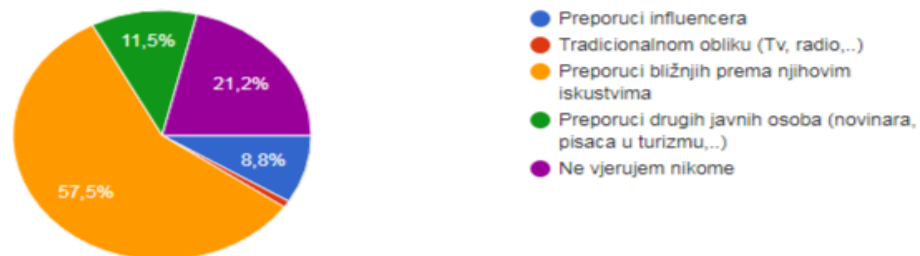 11,5%
21,2%
8,8%
57,5%
Preporuci influencera
Tradicionalnom obliku (Tv, radio,..)
Preporuci bližnjih prema njihovim
iskustvima
Preporuci drugih javnih osoba (novinara,
pisaca u turizmu,..)
Ne vjerujem nikome